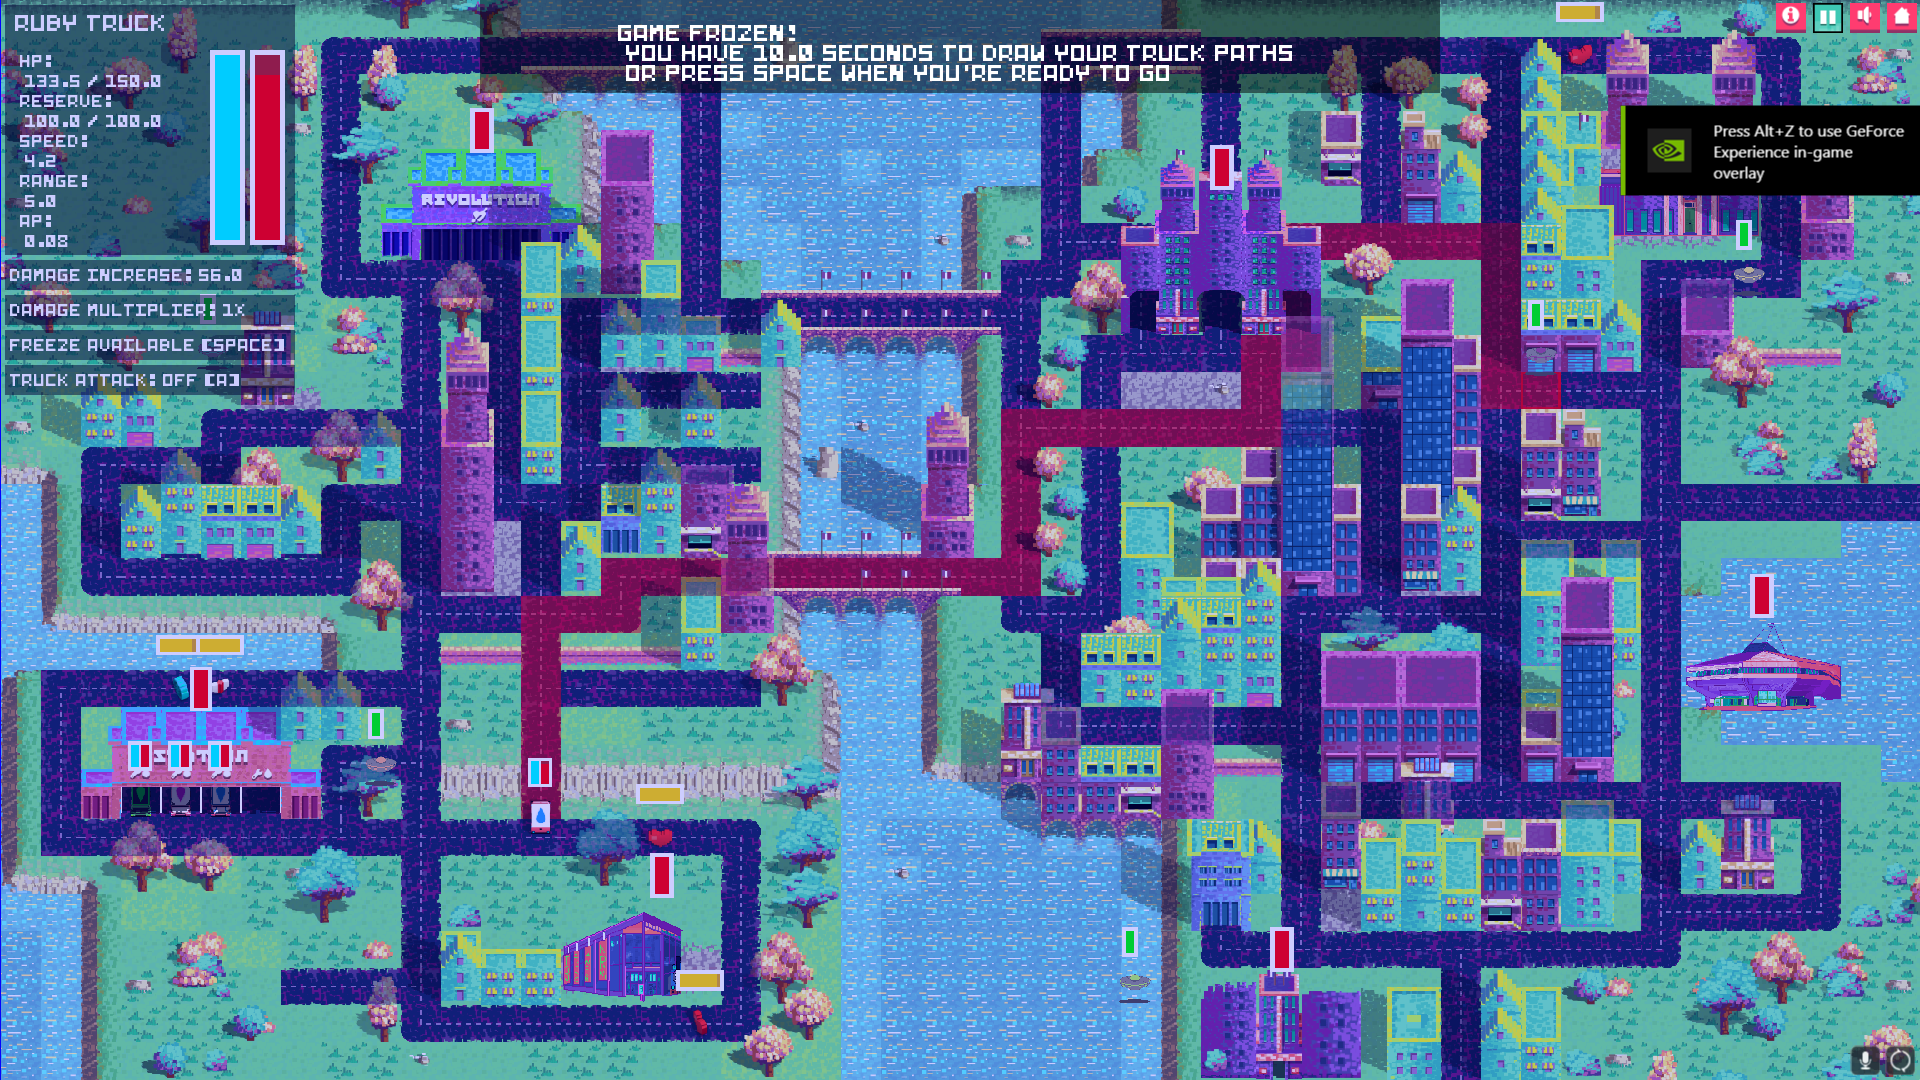 RUBY TRUCK
HP:
133.5 / 150.0
RESERVE:
100.0 / 100.0
SPEED:
4.2
RANGE:
5.0
AP:
0.08
DAMAGE INCREASE: 56.0
DAMAGE MULTIPLIER: 1X
FREEZE AVAILABLE [SPACE]
TRUCK ATTACK: OFF [A]
GAME FROZEN:
YOU HAVE 10.0 SECONDS TO DRAW YOUR TRUCK PATHS
OR PRESS SPACE WHEN YOU'RE READY TO GO
Press Alt+Z to use GeForce
Experience in-game
overlay
REVOLUTION